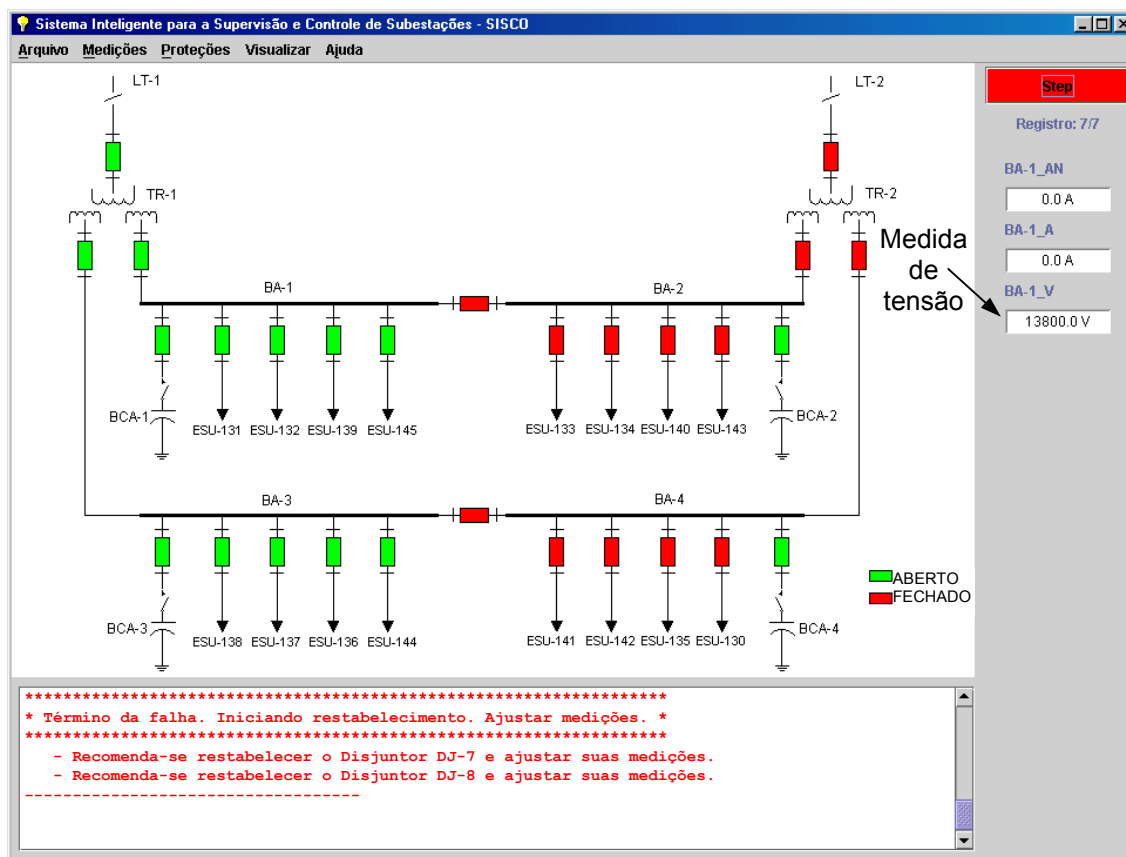 Sistema Inteligente para a Supervisão e Controle de Subestações - SISCO
Arquivo Medições Proteções Visualizar Ajuda
LT-1
LT-2
Step
Registro: 7/7
TR-1
TR-2
BA-1_AN
0.0 A
BA-1_A
0.0 A
BA-1_V
13800.0 V
Medida
de
tensão
BA-1
BA-2
BCA-1
ESU-131 ESU-132 ESU-139 ESU-145
ESU-133 ESU-134 ESU-140 ESU-143
BCA-2
BA-3
BA-4
ABERTO
FECHADO
BCA-3
ESU-138 ESU-137 ESU-136 ESU-144
ESU-141 ESU-142 ESU-135 ESU-130
BCA-4
*******************************************************************
* Término da falha. Iniciando restabelecimento. Ajustar medições. *
*******************************************************************
- Recomenda-se restabelecer o Disjuntor DJ-7 e ajustar suas medições.
- Recomenda-se restabelecer o Disjuntor DJ-8 e ajustar suas medições.
-----------------------------------